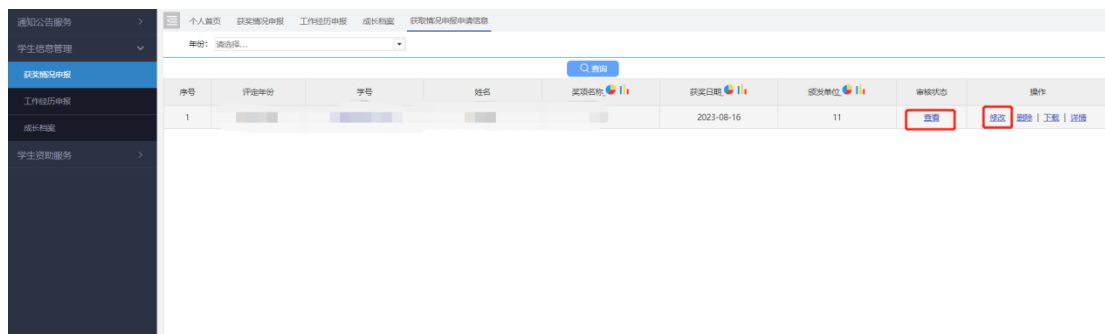 通知公告服务
学生信息管理
获奖情况申报
工作经历申报
成长档案
学生资助服务
个人首页 获奖情况申报 工作经历申报 成长档案 获取情况申报申请信息
年份： 请选择...
查询
序号 评定年份 学号 姓名 奖项名称 获奖日期 颁发单位 审核状态 操作
1 2023-08-16 11 查看 修改 删除 | 下载 | 详情